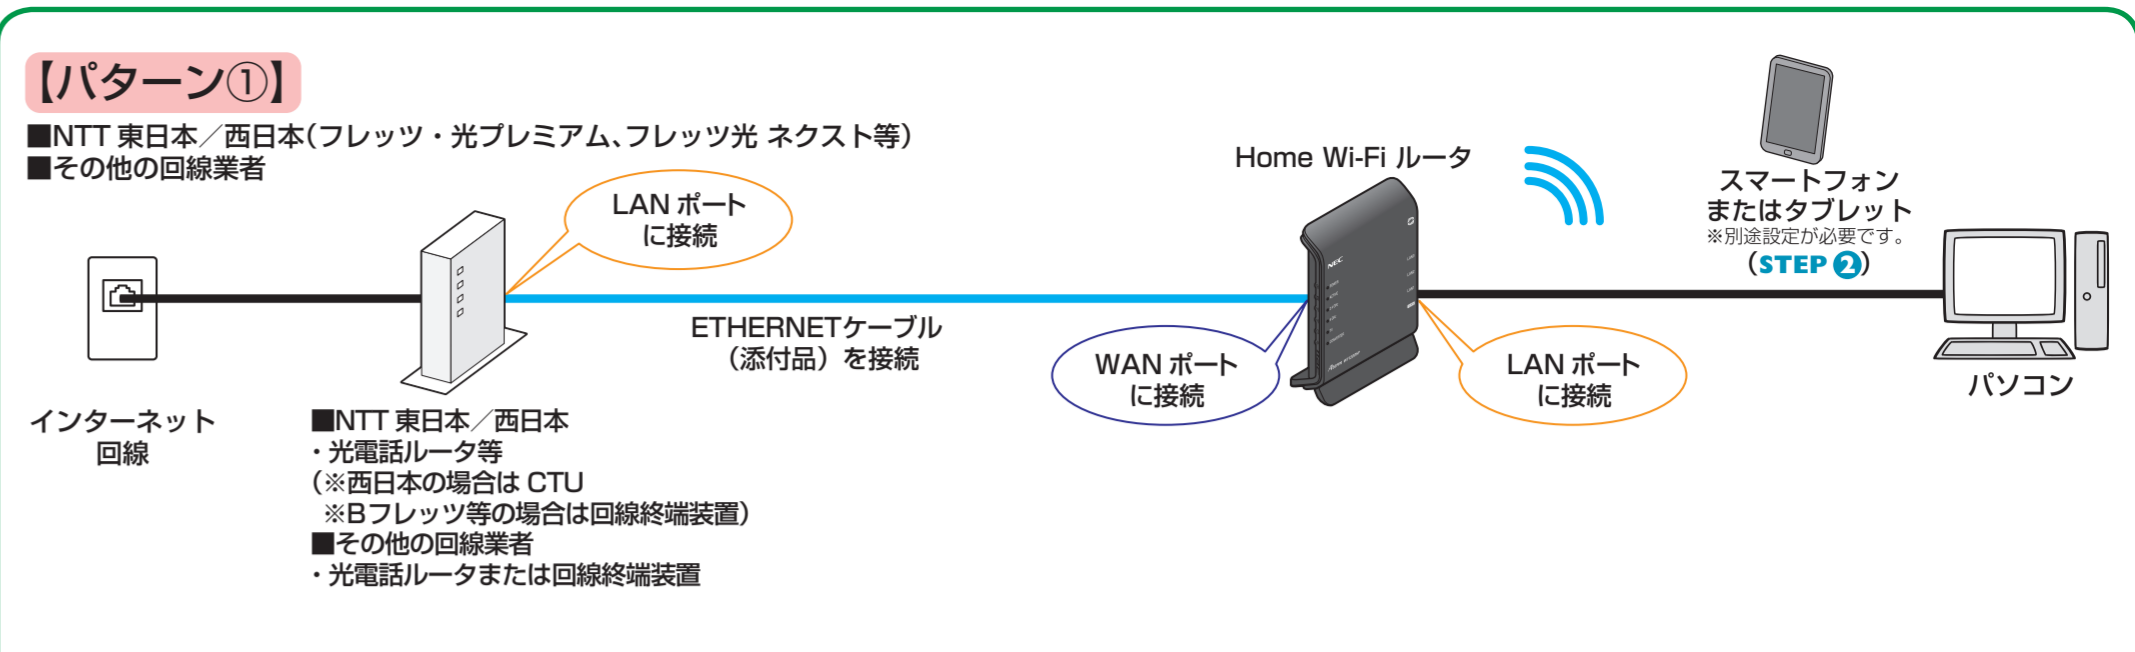 【パターン①】
■NTT 東日本／西日本（フレッツ・光プレミアム、フレッツ光 ネクスト等）
■その他の回線業者
LAN ポート
に接続
Home Wi-Fi ルータ
スマートフォン
またはタブレット
※別途設定が必要です。
（STEP 2）
NEC
ETHERNETケーブル
（添付品）を接続
WAN ポート
に接続
LAN ポート
に接続
パソコン
インターネット
回線
■NTT 東日本／西日本
・光電話ルータ等
（※西日本の場合は CTU
※Bフレッツ等の場合は回線終端装置）
■その他の回線業者
・光電話ルータまたは回線終端装置